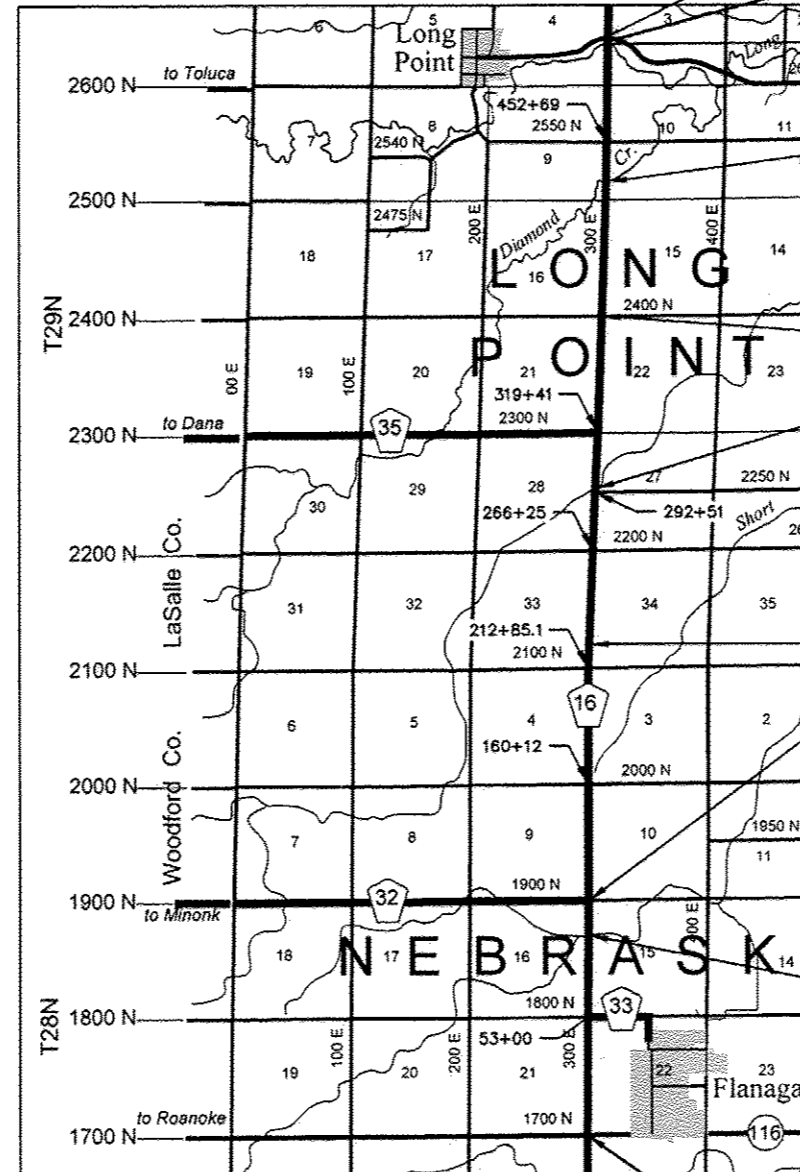 6
5
4
3
Long
Point
Long
to Toluca
2600 N
452+69
8
2550 N
10
11
7
2540 N
9
Cr.
2500 N
2475 N
200 E
Diamond
300 E
400 E
18
17
16
15
14
LONG
T29N
2400 N
2400 N
POINT
00 E
19
100 E
20
21
22
23
319+41
to Dana
35
2300 N
2300 N
29
28
27
2250 N
30
266+25
292+51
Short
2200 N
2200 N
LaSalle Co.
31
32
33
34
35
212+85.1
2100 N
2100 N
16
6
5
4
3
2
160+12
2000 N
2000 N
Woodford Co.
7
8
9
10
1950 N
11
1900 N
32
1900 N
to Minonk
18
17
16
15
14
NEBRASK
T28N
1800 N
1800 N
33
100 E
200 E
53+00
300 E
19
20
21
22
23
Flanaga
to Roanoke
1700 N
1700 N
116